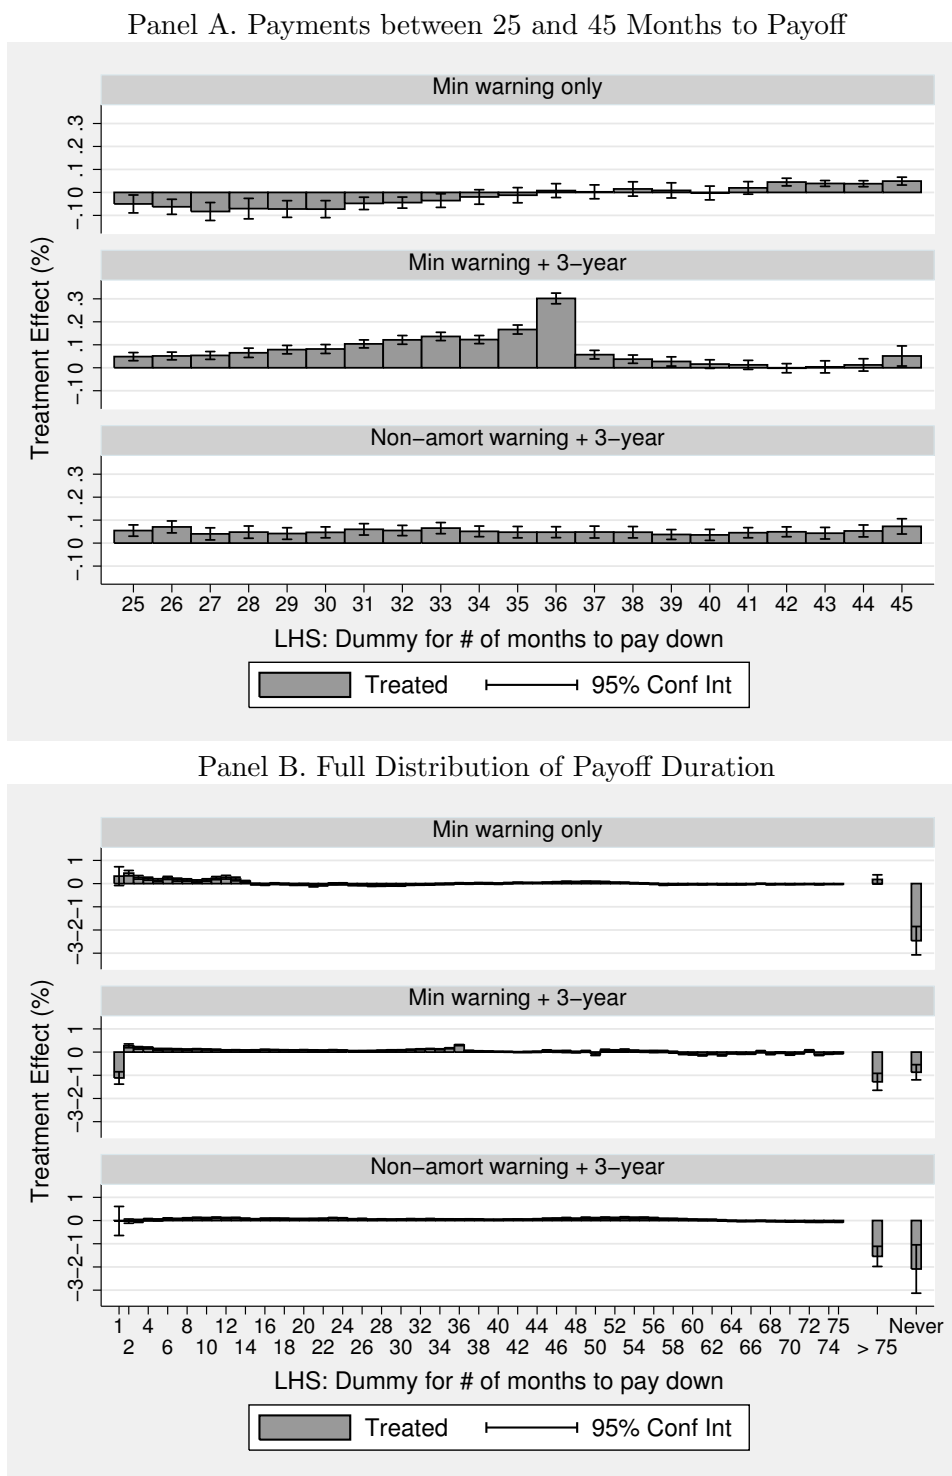 Panel A. Payments between 25 and 45 Months to Payoff
Min warning only
.3
.2
.1
0
-.1
Min warning + 3-year
.3
.2
.1
0
-.1
Non-amort warning + 3-year
.3
.2
.1
0
-.1
Treatment Effect (%)
25 26 27 28 29 30 31 32 33 34 35 36 37 38 39 40 41 42 43 44 45
LHS: Dummy for # of months to pay down
Treated 95% Conf Int
Panel B. Full Distribution of Payoff Duration
Min warning only
1
0
-1
-2
-3
Min warning + 3-year
1
0
-1
-2
-3
Non-amort warning + 3-year
1
0
-1
-2
-3
Treatment Effect (%)
1 4 8 12 16 20 24 28 32 36 40 44 48 52 56 60 64 68 72 75 Never
2 6 10 14 18 22 26 30 34 38 42 46 50 54 58 62 66 70 74 > 75
LHS: Dummy for # of months to pay down
Treated 95% Conf Int